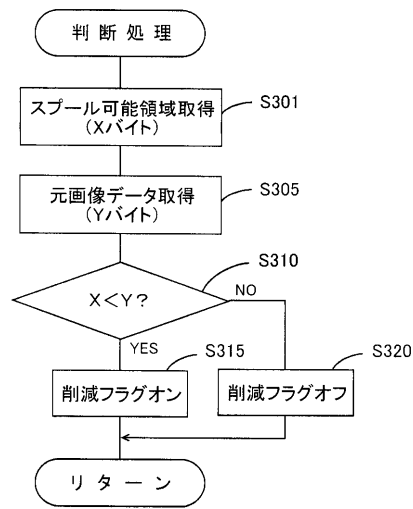 判断処理
スプール可能領域取得
(Xバイト)
S301
元画像データ取得
(Yバイト)
S305
X<Y?
S310
NO
YES
S315
S320
削減フラグオン
削減フラグオフ
リターン